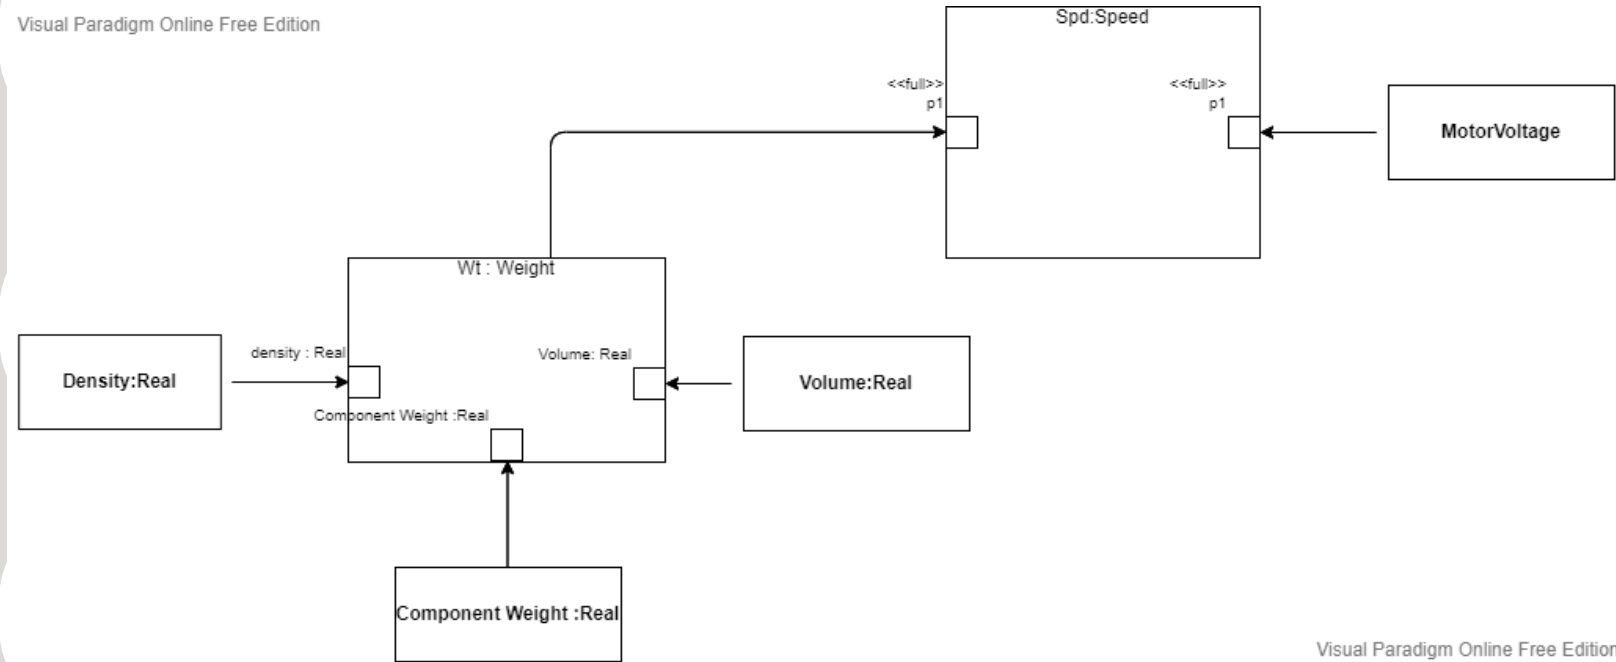 Visual Paradigm Online Free Edition
Spd:Speed
<<full>>
p1
<<full>>
p1
MotorVoltage
Wt : Weight
density : Real
Volume: Real
Density:Real
Volume:Real
Component Weight :Real
Component Weight :Real
Visual Paradigm Online Free Edition